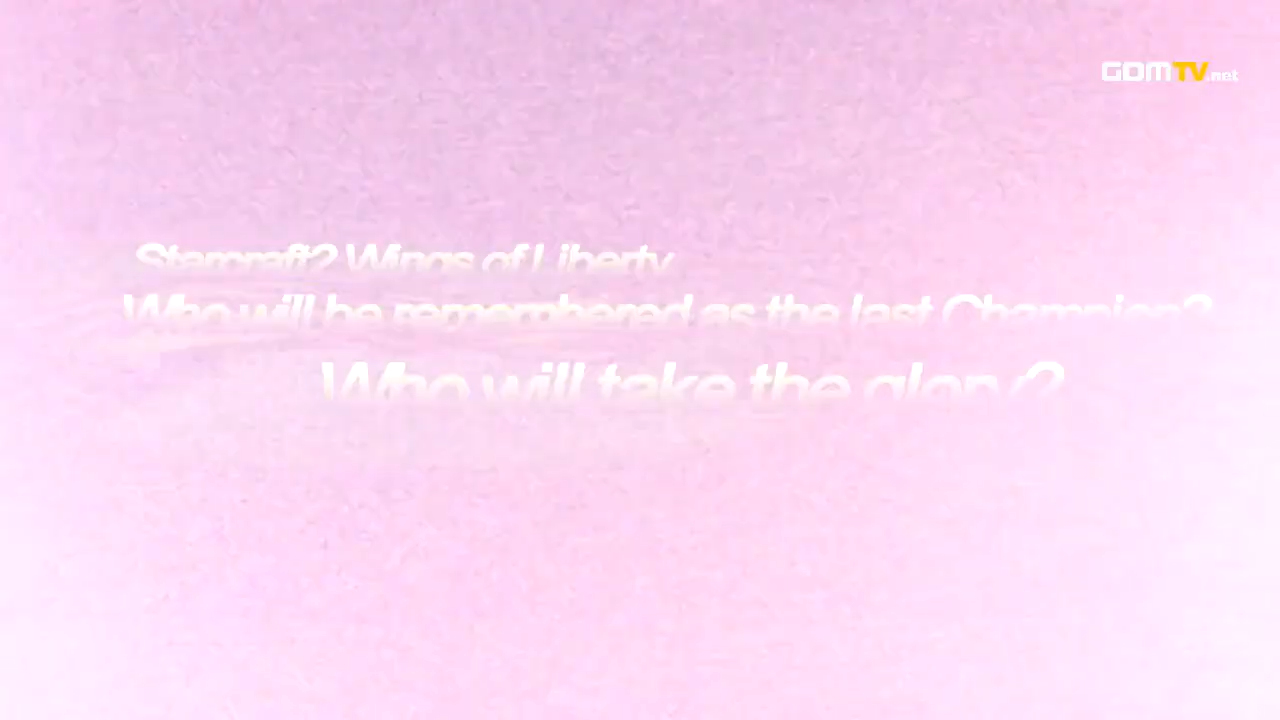 GOMTV.net
Starcraft2 Wings of Liberty
Who will be remembered as the last Champion?
Who will take the glory?